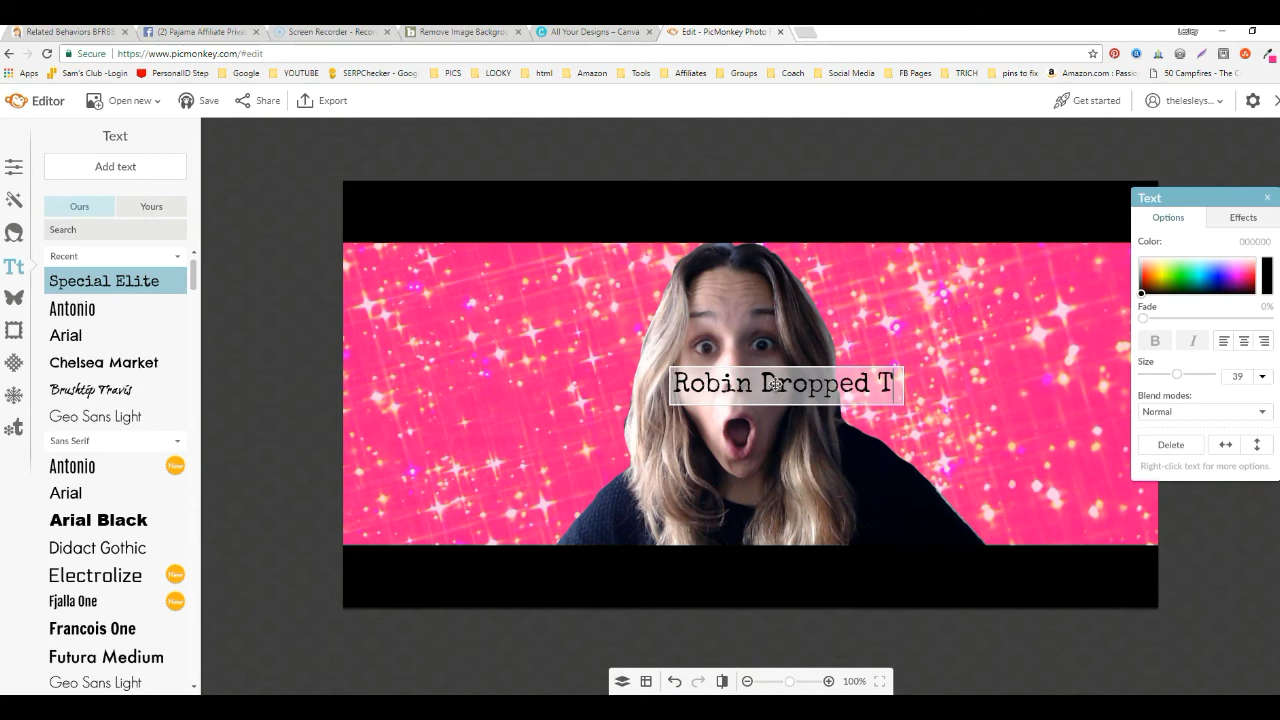 Related Behaviors BFRBs
(2) Pajama Affiliate Privat
Screen Recorder - Recor
Remove Image Backgrou
All Your Designs – Canva
Edit - PicMonkey Photo
Lesley
Secure https://www.picmonkey.com/#edit
Apps
Sam's Club -Login
PersonalID Step
Google
YOUTUBE
SERPChecker - Goog
PICS
LOOKY
html
Amazon
Tools
Affiliates
Groups
Coach
Social Media
FB Pages
TRICH
pins to fix
Amazon.com : Passio
50 Campfires - The C
Editor
Open new
Save
Share
Export
Get started
thelesleys...
Text
Add text
Ours
Yours
Search
Recent
Special Elite
Antonio
Arial
Chelsea Market
Brushtip Travis
Geo Sans Light
Sans Serif
Antonio New
Arial
Arial Black
Didact Gothic
Electrolize New
Fjalla One New
Francois One
Futura Medium
Geo Sans Light
Robin Dropped T
Text
Options
Effects
Color: 000000
Fade 0%
B I
Size
39
Blend modes:
Normal
Delete
Right-click text for more options.
100%